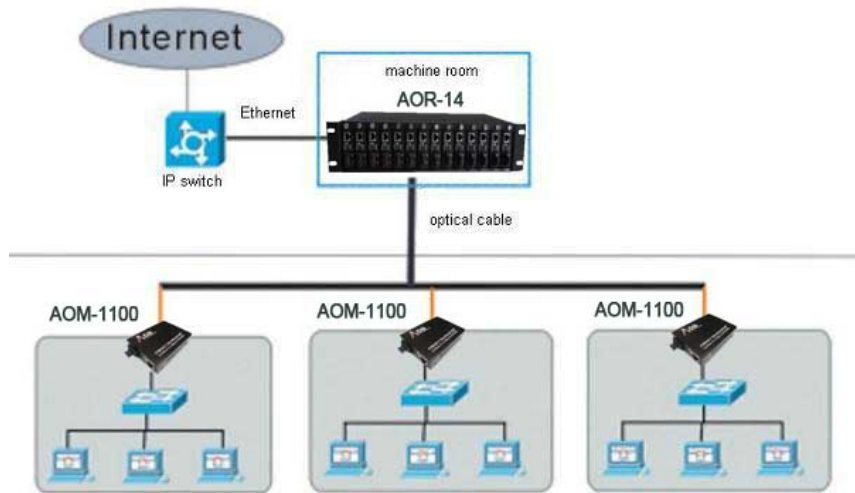 Internet
machine room
AOR-14
Ethernet
IP switch
optical cable
AOM-1100
AOM-1100
AOM-1100